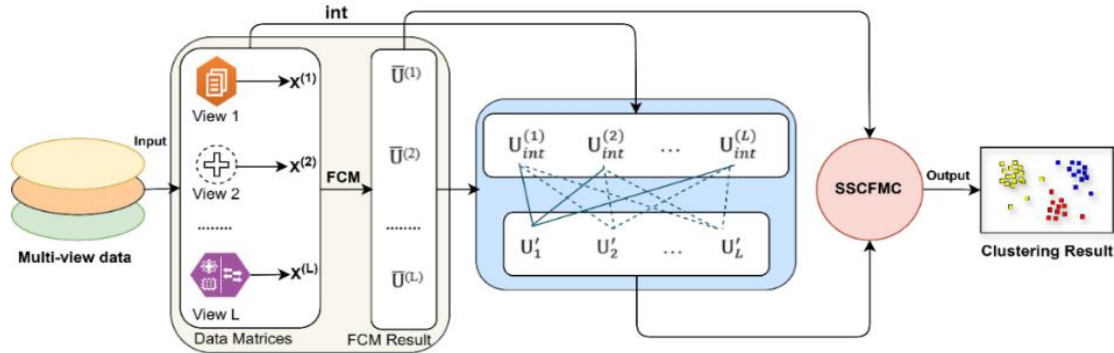 int
Input
Multi-view data
View 1
X⁽¹⁾
View 2
X⁽²⁾
........
View L
X⁽ᴸ⁾
Data Matrices
FCM
Ū⁽¹⁾
Ū⁽²⁾
........
Ū⁽ᴸ⁾
FCM Result
U⁽¹⁾int U⁽²⁾int ... U⁽ᴸ⁾int
U′₁ U′₂ ... U′L
SSCFMC
Output
Clustering Result